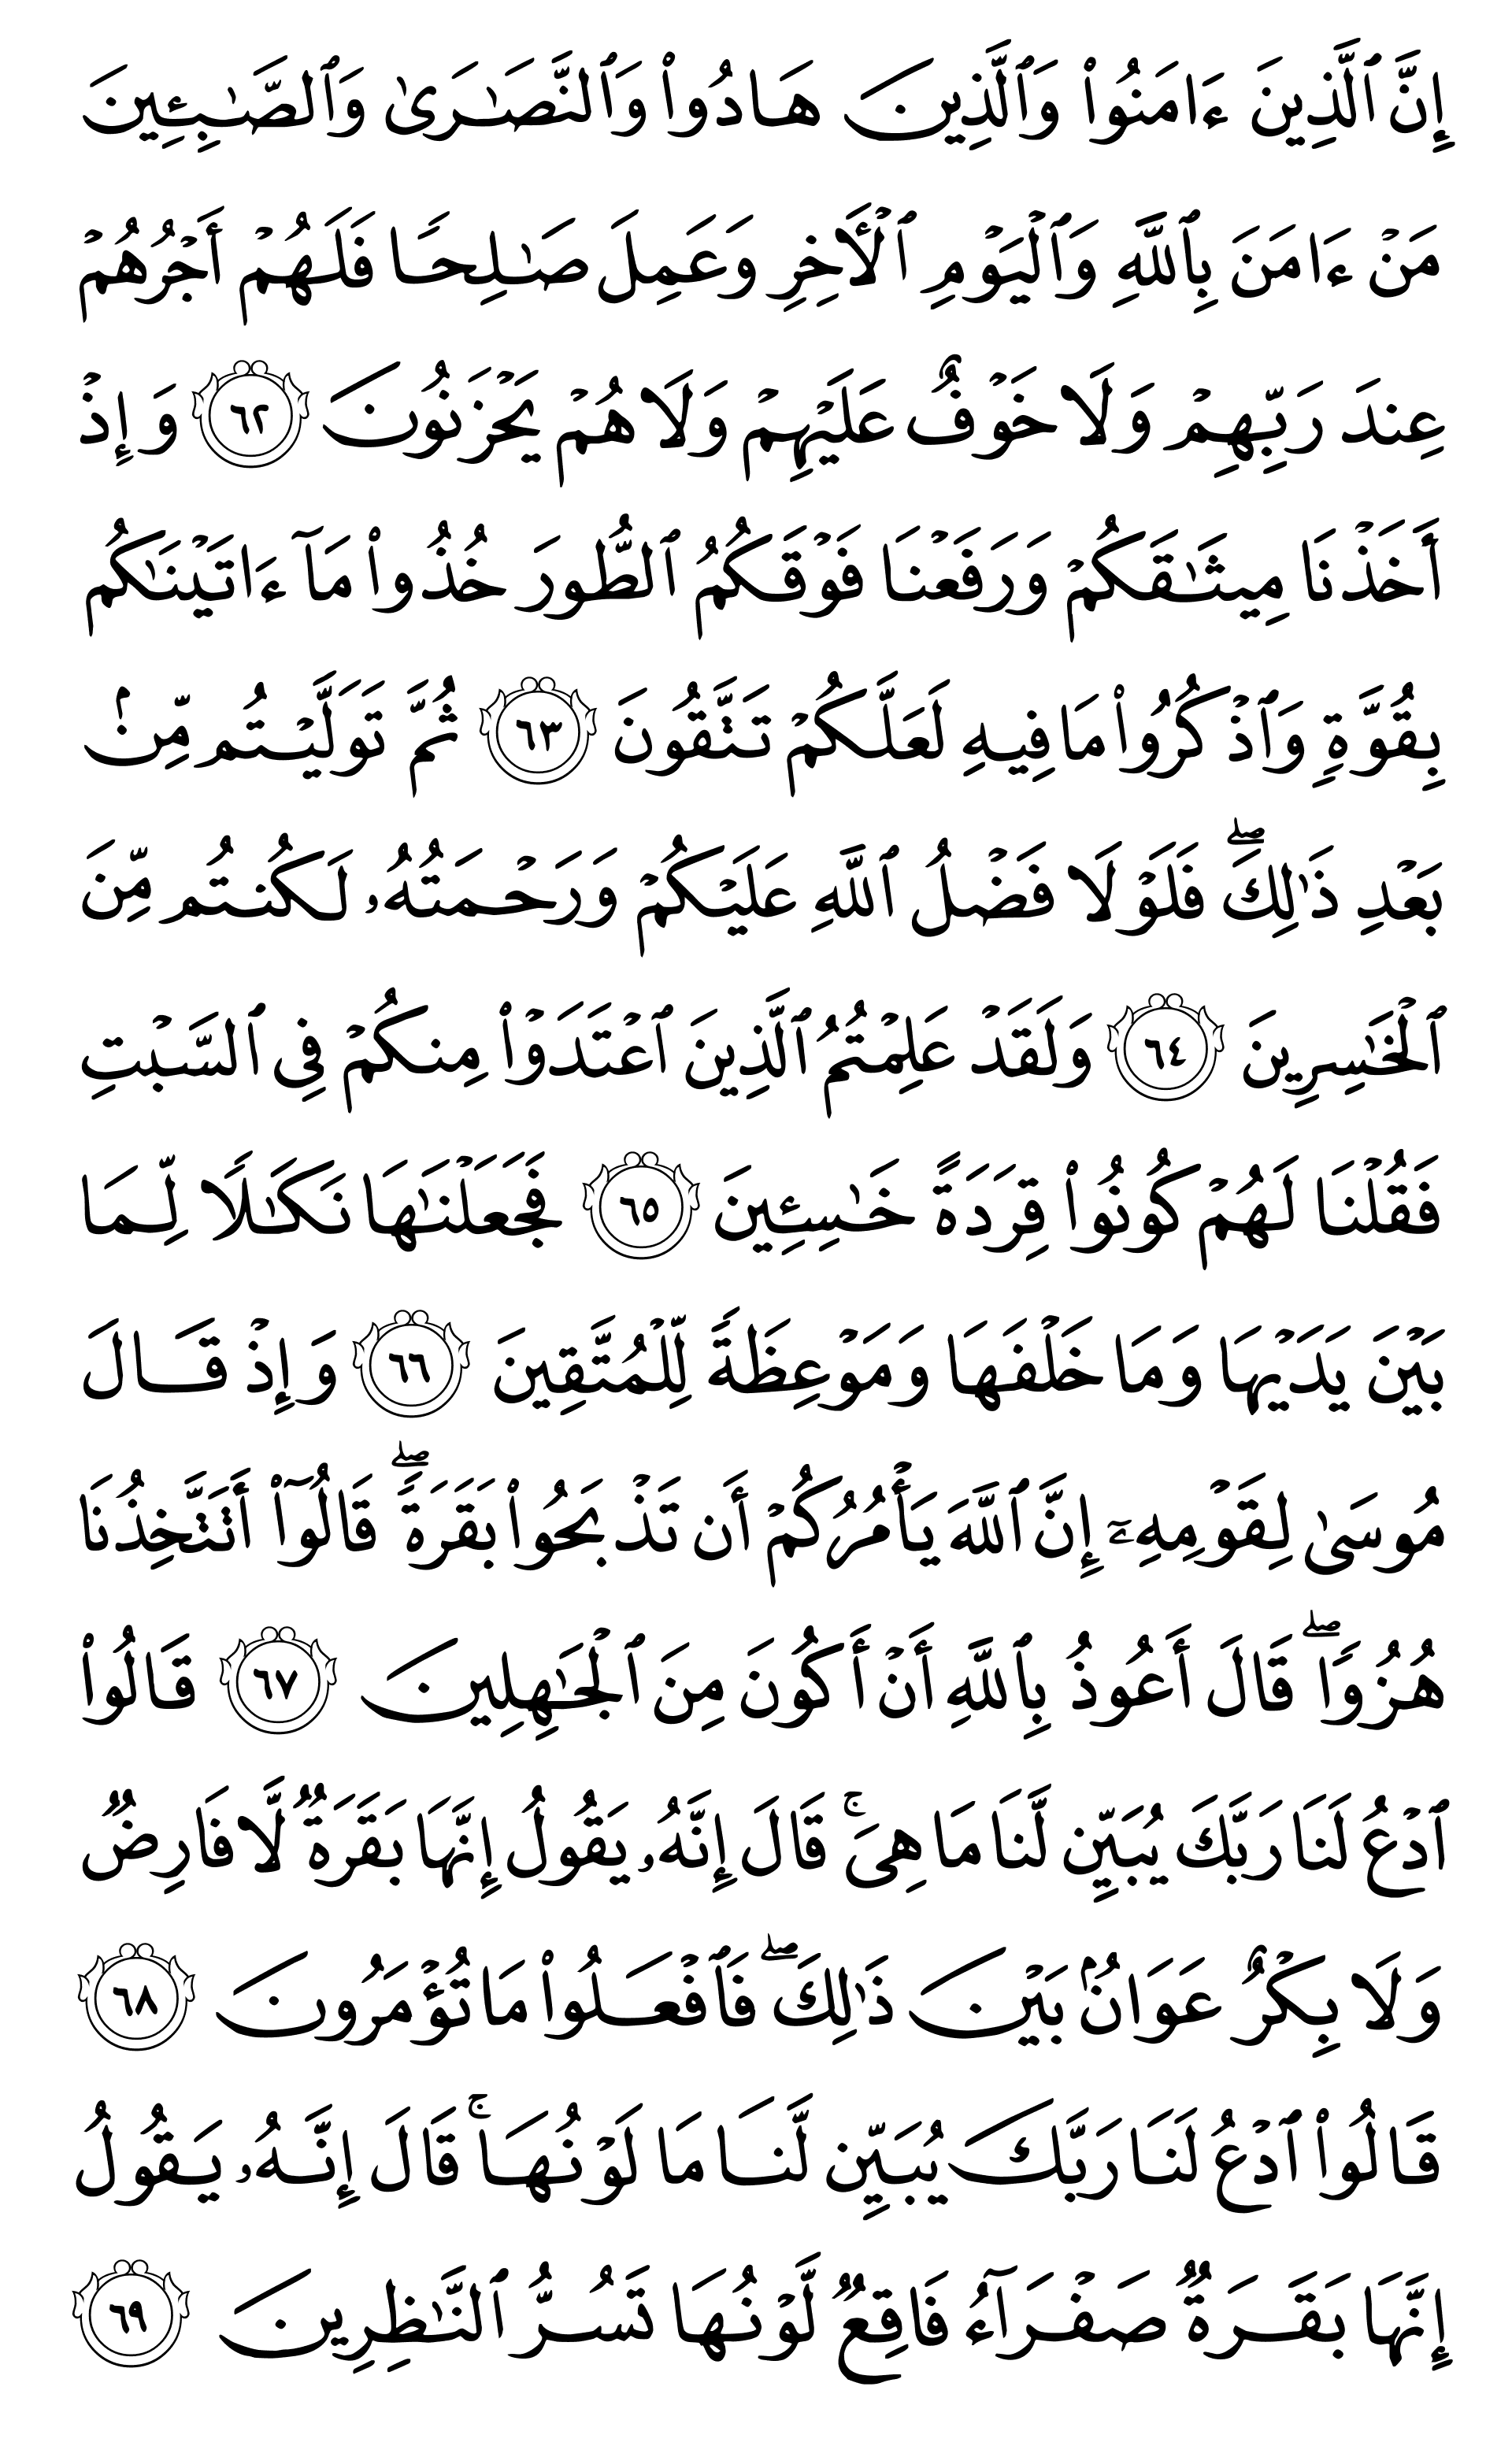 إِنَّ ٱلَّذِينَ ءَامَنُوا۟ وَٱلَّذِينَ هَادُوا۟ وَٱلنَّصَـٰرَىٰ وَٱلصَّـٰبِـِٔينَ
مَنْ ءَامَنَ بِٱللَّهِ وَٱلْيَوْمِ ٱلْأَخِرِ وَعَمِلَ صَـٰلِحًا فَلَهُمْ أَجْرُهُمْ
عِندَ رَبِّهِمْ وَلَا خَوْفٌ عَلَيْهِمْ وَلَا هُمْ يَحْزَنُونَ ٦٢ وَإِذْ
أَخَذْنَا مِيثَـٰقَكُمْ وَرَفَعْنَا فَوْقَكُمُ ٱلطُّورَ خُذُوا۟ مَآ ءَاتَيْنَـٰكُم
بِقُوَّةٍ وَٱذْكُرُوا۟ مَا فِيهِ لَعَلَّكُمْ تَتَّقُونَ ٦٣ ثُمَّ تَوَلَّيْتُم مِّنۢ
بَعْدِ ذَٰلِكَ ۖ فَلَوْلَا فَضْلُ ٱللَّهِ عَلَيْكُمْ وَرَحْمَتُهُۥ لَكُنتُم مِّنَ
ٱلْخَـٰسِرِينَ ٦٤ وَلَقَدْ عَلِمْتُمُ ٱلَّذِينَ ٱعْتَدَوْا۟ مِنكُمْ فِى ٱلسَّبْتِ
فَقُلْنَا لَهُمْ كُونُوا۟ قِرَدَةً خَـٰسِـِٔينَ ٦٥ فَجَعَلْنَـٰهَا نَكَـٰلًا لِّمَا
بَيْنَ يَدَيْهَا وَمَا خَلْفَهَا وَمَوْعِظَةً لِّلْمُتَّقِينَ ٦٦ وَإِذْ قَالَ
مُوسَىٰ لِقَوْمِهِۦٓ إِنَّ ٱللَّهَ يَأْمُرُكُمْ أَن تَذْبَحُوا۟ بَقَرَةً ۖ قَالُوٓا۟ أَتَتَّخِذُنَا
هُزُوًا ۖ قَالَ أَعُوذُ بِٱللَّهِ أَنْ أَكُونَ مِنَ ٱلْجَـٰهِلِينَ ٦٧ قَالُوا۟
ٱدْعُ لَنَا رَبَّكَ يُبَيِّن لَّنَا مَا هِىَ ۚ قَالَ إِنَّهُۥ يَقُولُ إِنَّهَا بَقَرَةٌ لَّا فَارِضٌ
وَلَا بِكْرٌ عَوَانٌۢ بَيْنَ ذَٰلِكَ ۖ فَٱفْعَلُوا۟ مَا تُؤْمَرُونَ ٦٨
قَالُوا۟ ٱدْعُ لَنَا رَبَّكَ يُبَيِّن لَّنَا مَا لَوْنُهَا ۚ قَالَ إِنَّهُۥ يَقُولُ
إِنَّهَا بَقَرَةٌ صَفْرَآءُ فَاقِعٌ لَّوْنُهَا تَسُرُّ ٱلنَّـٰظِرِينَ ٦٩